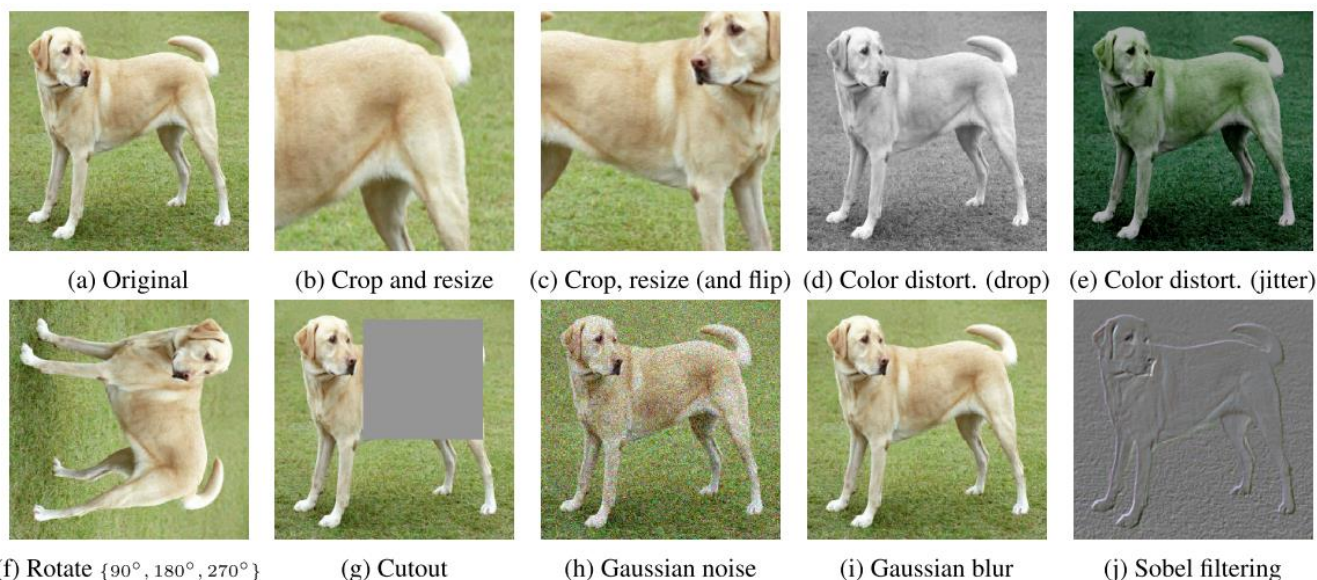 (a) Original
(b) Crop and resize
(c) Crop, resize (and flip)
(d) Color distort. (drop)
(e) Color distort. (jitter)
(f) Rotate {90°, 180°, 270°}
(g) Cutout
(h) Gaussian noise
(i) Gaussian blur
(j) Sobel filtering